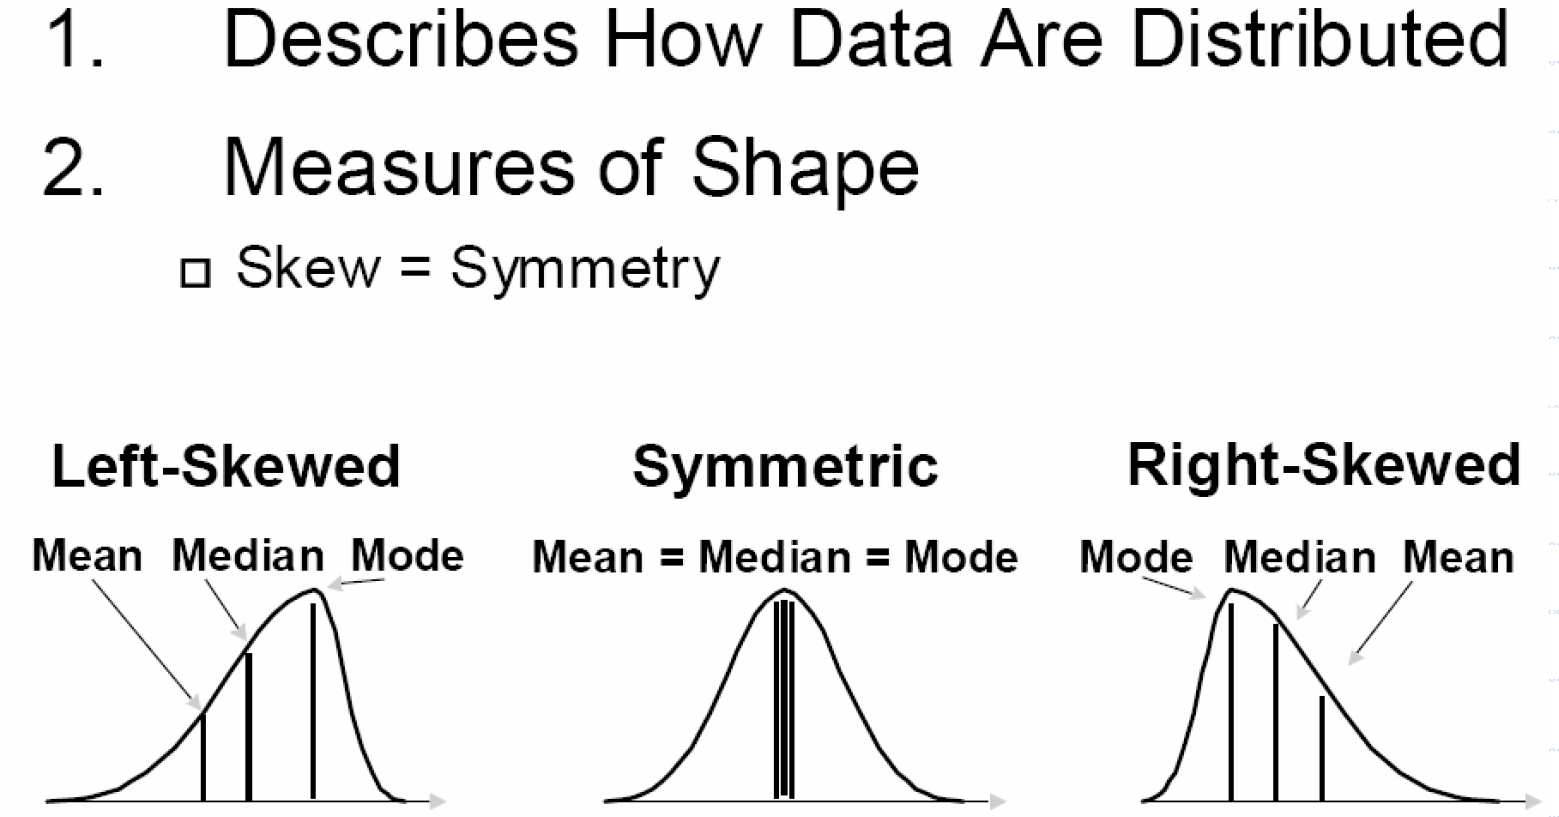 1. Describes How Data Are Distributed
2. Measures of Shape
Skew = Symmetry
Left-Skewed Symmetric Right-Skewed
Mean Median Mode Mean = Median = Mode Mode Median Mean